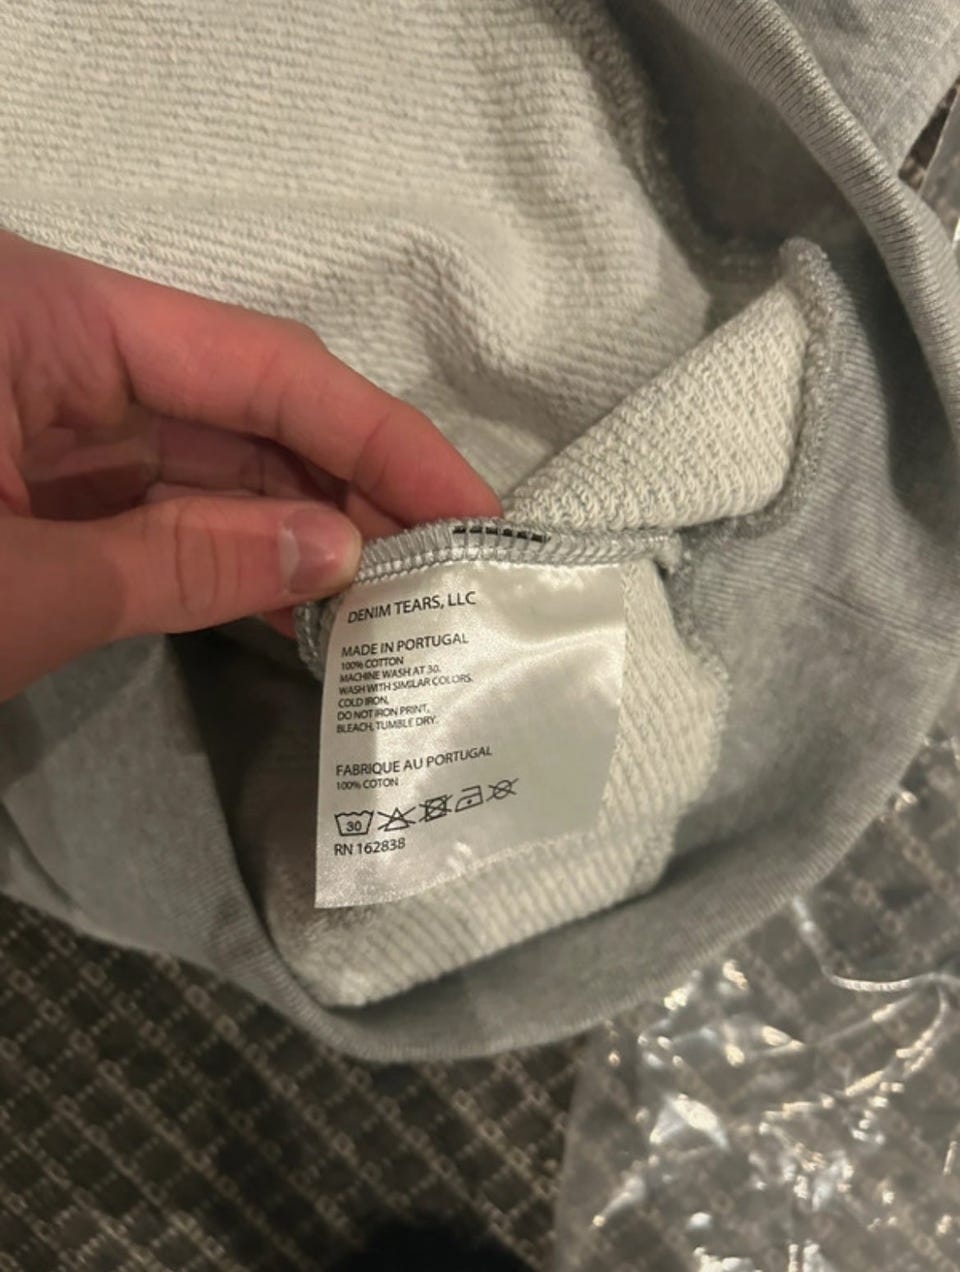 DENIM TEARS, LLC
MADE IN PORTUGAL
100% COTTON
MACHINE WASH AT 30.
WASH WITH SIMILAR COLORS.
COLD IRON,
DO NOT IRON PRINT,
BLEACH, TUMBLE DRY.
FABRIQUE AU PORTUGAL
100% COTON
30
RN 162838